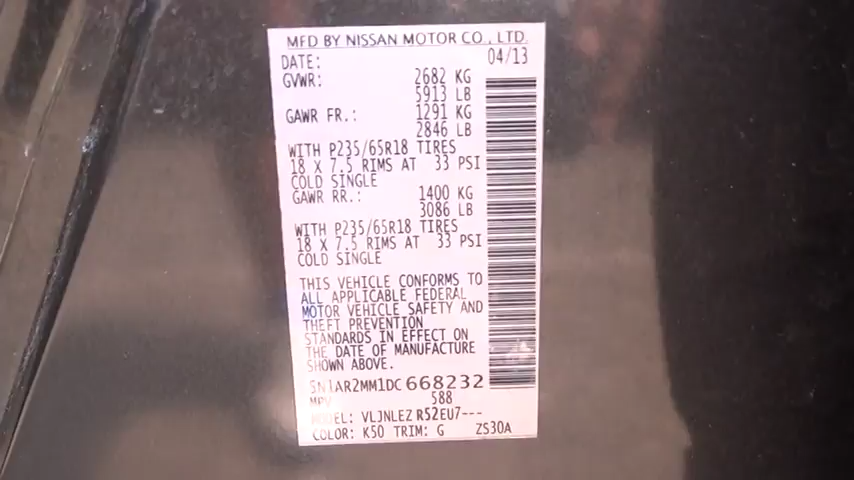 MFD BY NISSAN MOTOR CO., LTD.
DATE: 04/13
GVWR: 2682 KG
5913 LB
GAWR FR.: 1291 KG
2846 LB
WITH P235/65R18 TIRES
18 X 7.5 RIMS AT 33 PSI
COLD SINGLE
GAWR RR.: 1400 KG
3086 LB
WITH P235/65R18 TIRES
18 X 7.5 RIMS AT 33 PSI
COLD SINGLE
THIS VEHICLE CONFORMS TO
ALL APPLICABLE FEDERAL
MOTOR VEHICLE SAFETY AND
THEFT PREVENTION
STANDARDS IN EFFECT ON
THE DATE OF MANUFACTURE
SHOWN ABOVE.
5N1AR2MM1DC668232
MPV 588
MODEL: VLJNLEZ R52EU7---
COLOR: K50 TRIM: G ZS30A